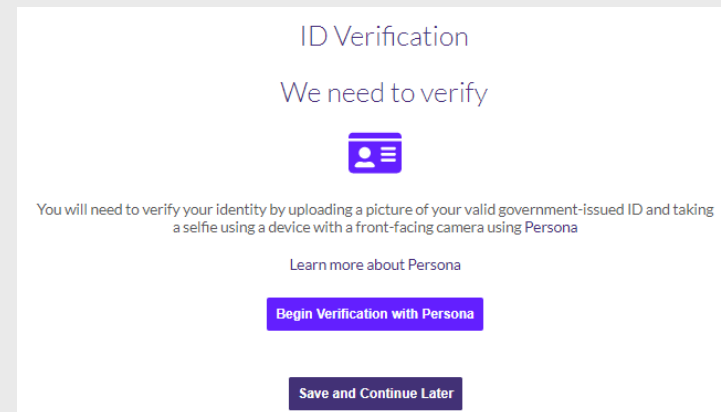 ID Verification
We need to verify
You will need to verify your identity by uploading a picture of your valid government-issued ID and taking
a selfie using a device with a front-facing camera using Persona
Learn more about Persona
Begin Verification with Persona
Save and Continue Later